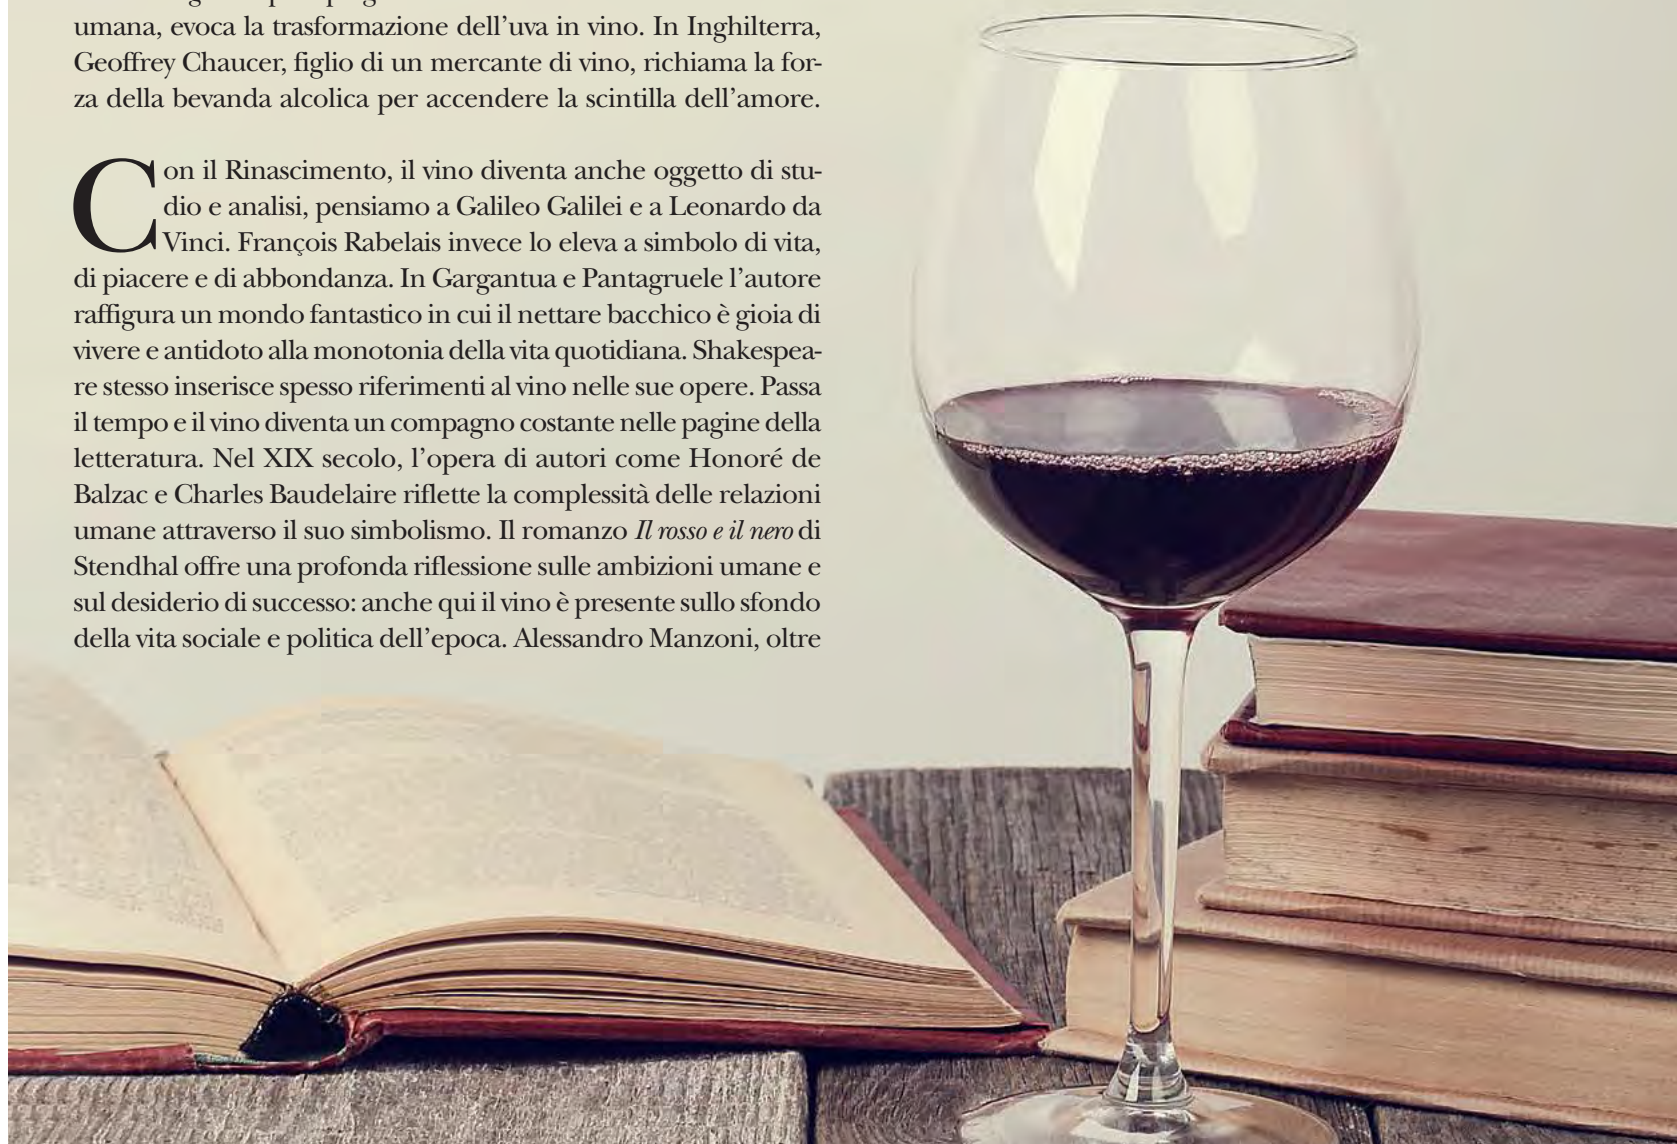 umana, evoca la trasformazione dell’uva in vino. In Inghilterra,
Geoffrey Chaucer, figlio di un mercante di vino, richiama la for-
za della bevanda alcolica per accendere la scintilla dell’amore.
Con il Rinascimento, il vino diventa anche oggetto di stu-
dio e analisi, pensiamo a Galileo Galilei e a Leonardo da
Vinci. François Rabelais invece lo eleva a simbolo di vita,
di piacere e di abbondanza. In Gargantua e Pantagruele l’autore
raffigura un mondo fantastico in cui il nettare bacchico è gioia di
vivere e antidoto alla monotonia della vita quotidiana. Shakespea-
re stesso inserisce spesso riferimenti al vino nelle sue opere. Passa
il tempo e il vino diventa un compagno costante nelle pagine della
letteratura. Nel XIX secolo, l’opera di autori come Honoré de
Balzac e Charles Baudelaire riflette la complessità delle relazioni
umane attraverso il suo simbolismo. Il romanzo Il rosso e il nero di
Stendhal offre una profonda riflessione sulle ambizioni umane e
sul desiderio di successo: anche qui il vino è presente sullo sfondo
della vita sociale e politica dell’epoca. Alessandro Manzoni, oltre